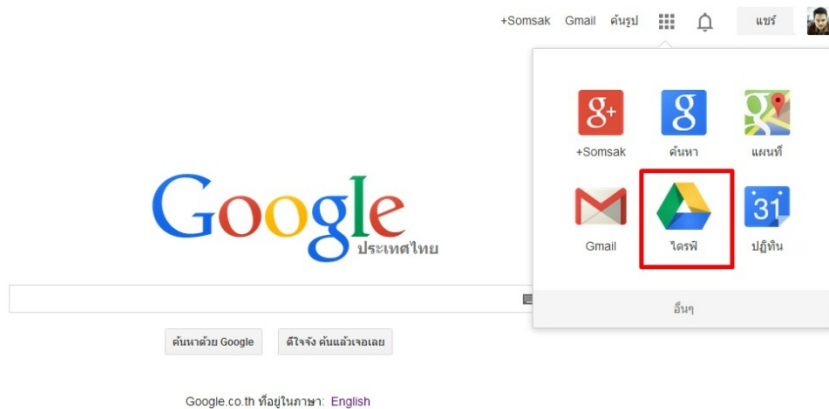 +Somsak Gmail ค้นรูป แชร์
g+ g g
+Somsak ค้นหา แผนที่
31
Gmail ไดรฟ์ ปฏิทิน
Google
ประเทศไทย
อื่นๆ
ค้นหาด้วย Google ดีใจจัง ค้นแล้วเจอเลย
Google.co.th ที่อยู่ในภาษา: English